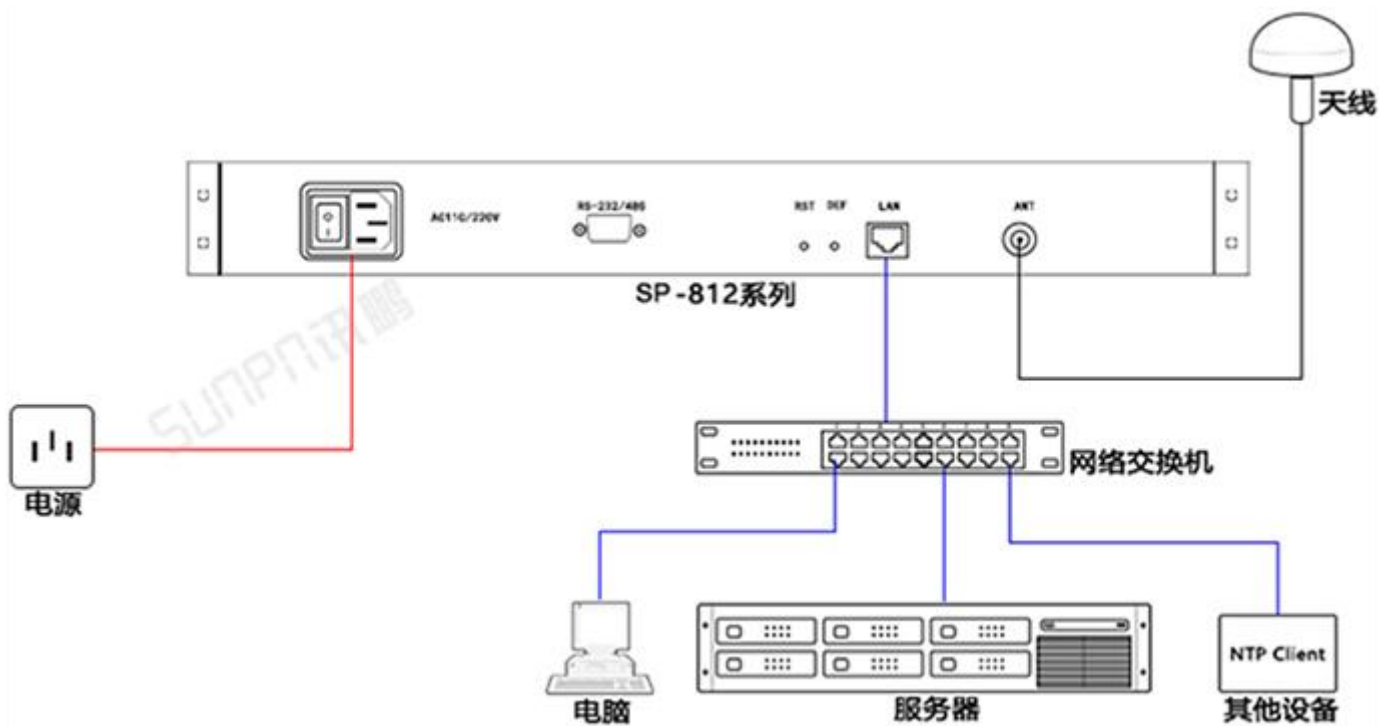 天线
AC110/220V
RS-232/485
RST DEF LAN
ANT
SP-812系列
SUNPN讯鹏
电源
网络交换机
NTP Client
电脑
服务器
其他设备